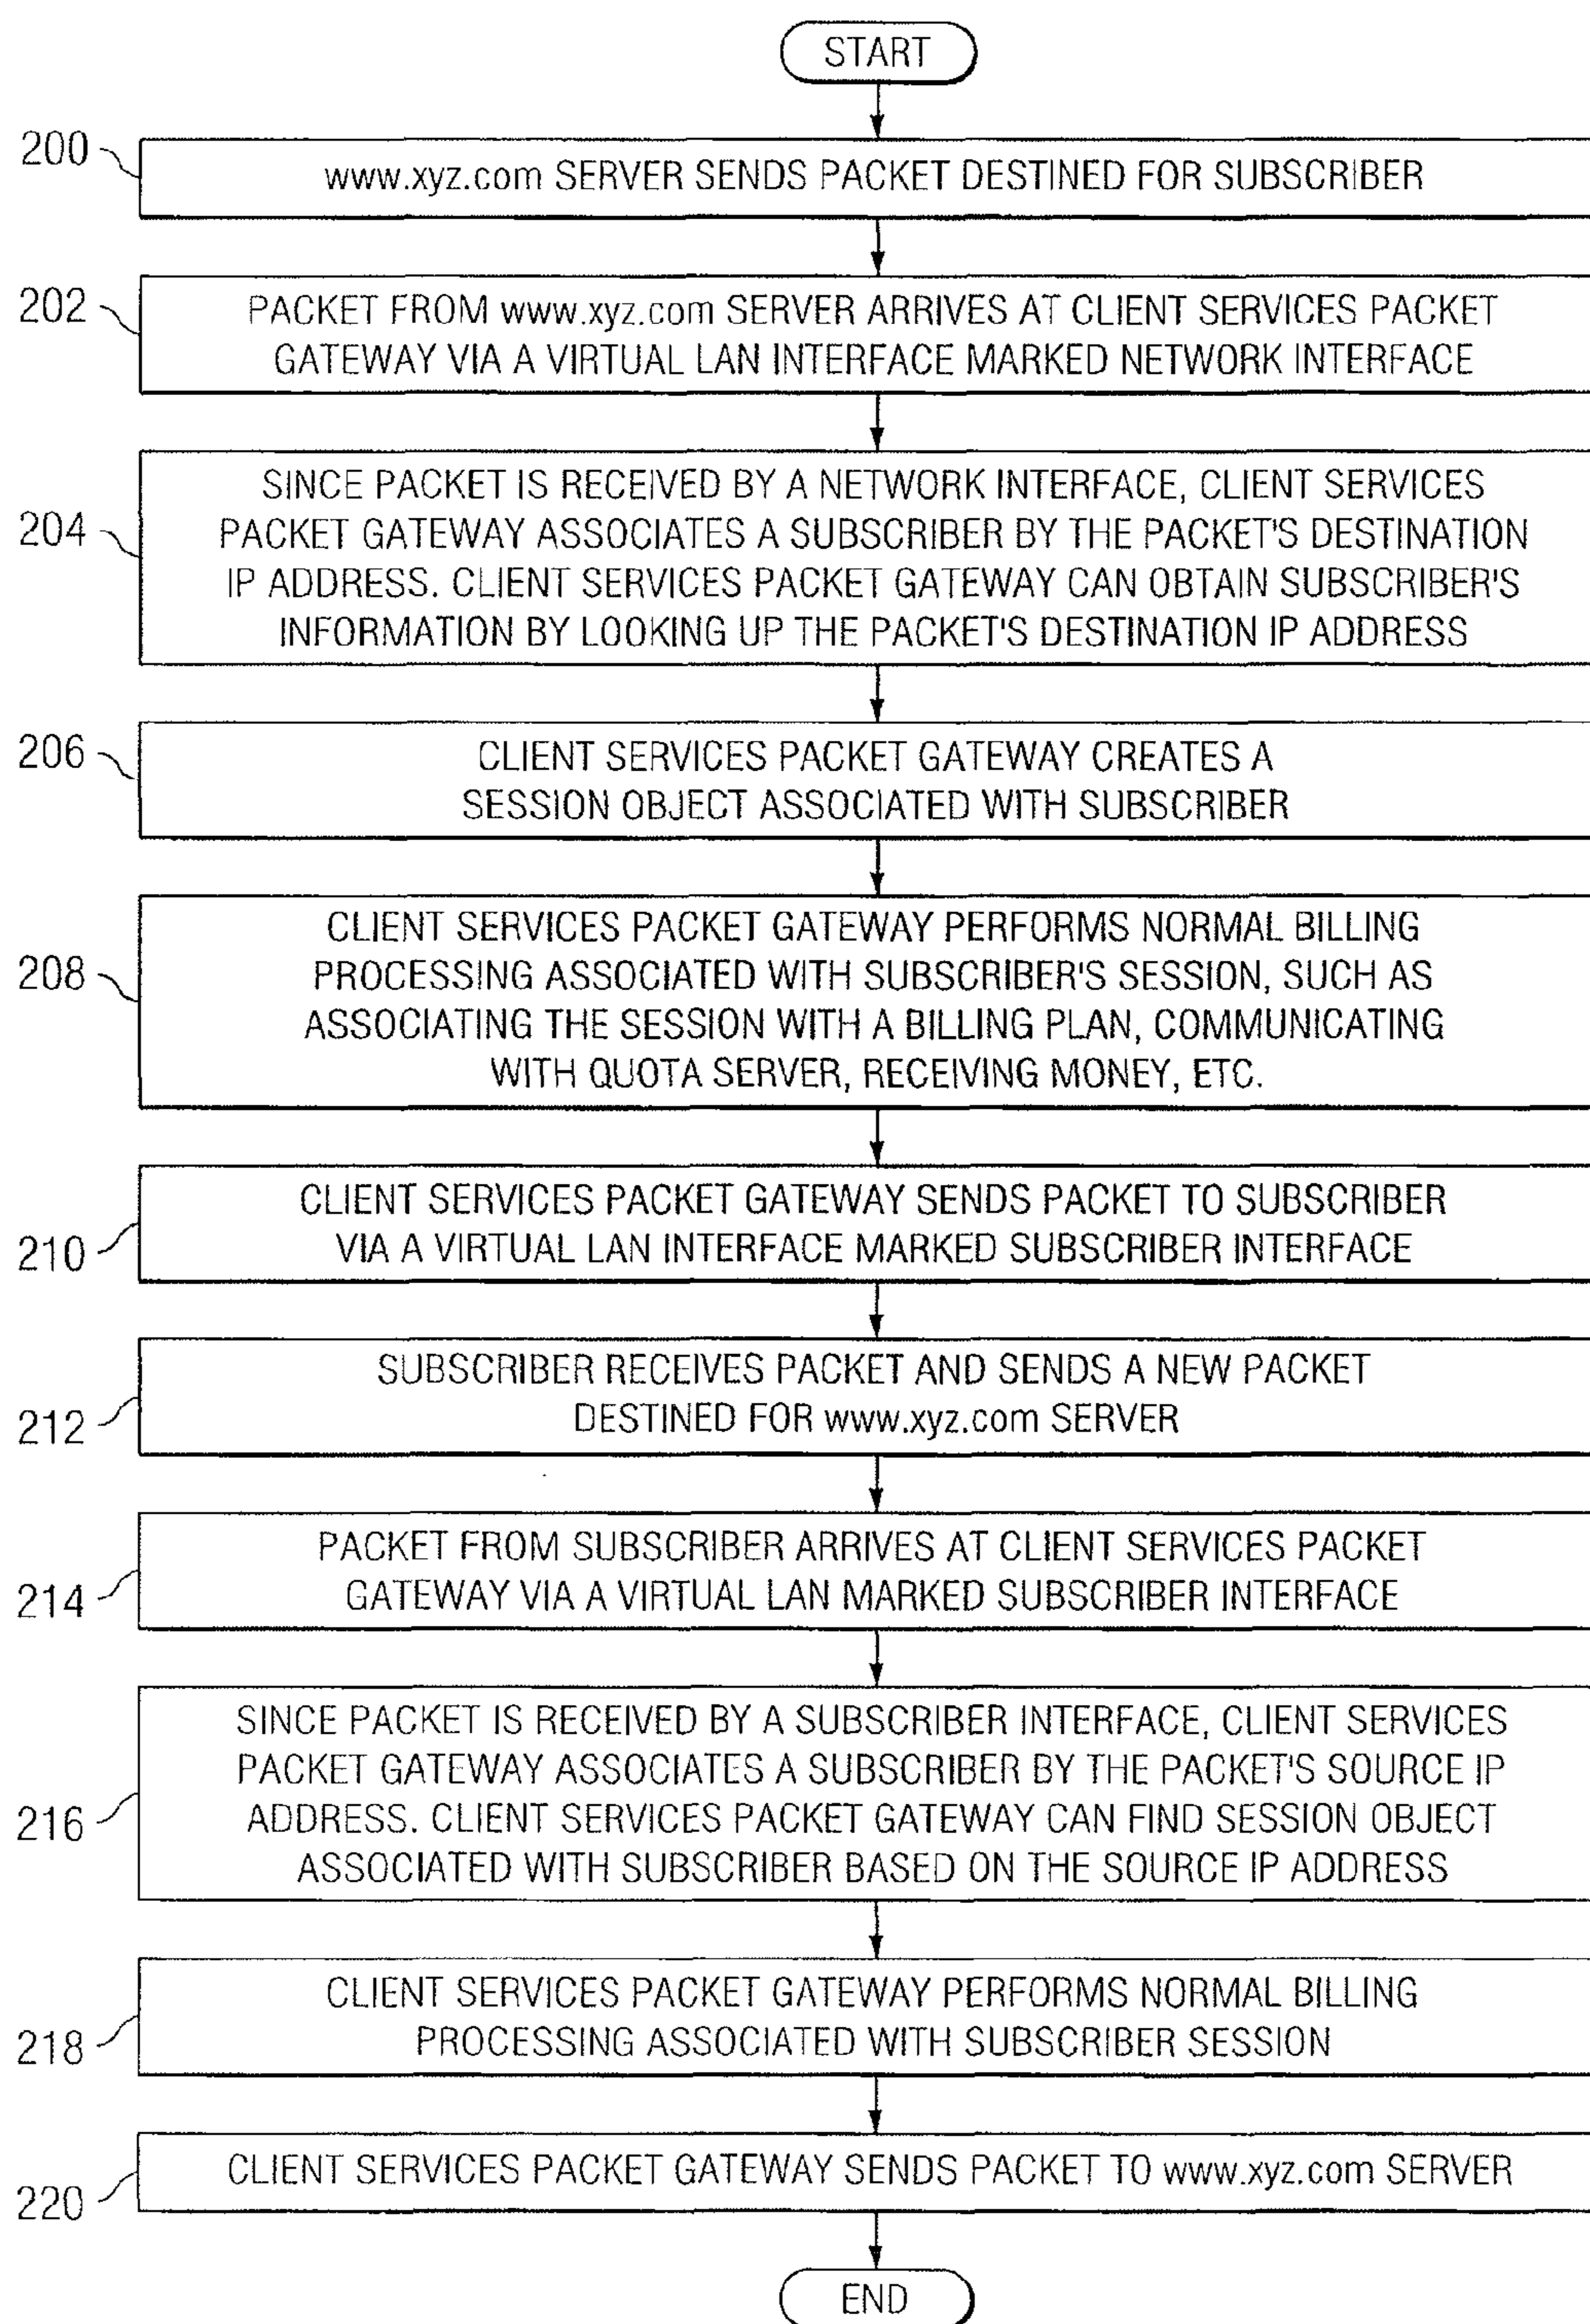 START
200
www.xyz.com SERVER SENDS PACKET DESTINED FOR SUBSCRIBER
202
PACKET FROM www.xyz.com SERVER ARRIVES AT CLIENT SERVICES PACKET
GATEWAY VIA A VIRTUAL LAN INTERFACE MARKED NETWORK INTERFACE
204
SINCE PACKET IS RECEIVED BY A NETWORK INTERFACE, CLIENT SERVICES
PACKET GATEWAY ASSOCIATES A SUBSCRIBER BY THE PACKET'S DESTINATION
IP ADDRESS. CLIENT SERVICES PACKET GATEWAY CAN OBTAIN SUBSCRIBER'S
INFORMATION BY LOOKING UP THE PACKET'S DESTINATION IP ADDRESS
206
CLIENT SERVICES PACKET GATEWAY CREATES A
SESSION OBJECT ASSOCIATED WITH SUBSCRIBER
208
CLIENT SERVICES PACKET GATEWAY PERFORMS NORMAL BILLING
PROCESSING ASSOCIATED WITH SUBSCRIBER'S SESSION, SUCH AS
ASSOCIATING THE SESSION WITH A BILLING PLAN, COMMUNICATING
WITH QUOTA SERVER, RECEIVING MONEY, ETC.
210
CLIENT SERVICES PACKET GATEWAY SENDS PACKET TO SUBSCRIBER
VIA A VIRTUAL LAN INTERFACE MARKED SUBSCRIBER INTERFACE
212
SUBSCRIBER RECEIVES PACKET AND SENDS A NEW PACKET
DESTINED FOR www.xyz.com SERVER
214
PACKET FROM SUBSCRIBER ARRIVES AT CLIENT SERVICES PACKET
GATEWAY VIA A VIRTUAL LAN MARKED SUBSCRIBER INTERFACE
216
SINCE PACKET IS RECEIVED BY A SUBSCRIBER INTERFACE, CLIENT SERVICES
PACKET GATEWAY ASSOCIATES A SUBSCRIBER BY THE PACKET'S SOURCE IP
ADDRESS. CLIENT SERVICES PACKET GATEWAY CAN FIND SESSION OBJECT
ASSOCIATED WITH SUBSCRIBER BASED ON THE SOURCE IP ADDRESS
218
CLIENT SERVICES PACKET GATEWAY PERFORMS NORMAL BILLING
PROCESSING ASSOCIATED WITH SUBSCRIBER SESSION
220
CLIENT SERVICES PACKET GATEWAY SENDS PACKET TO www.xyz.com SERVER
END